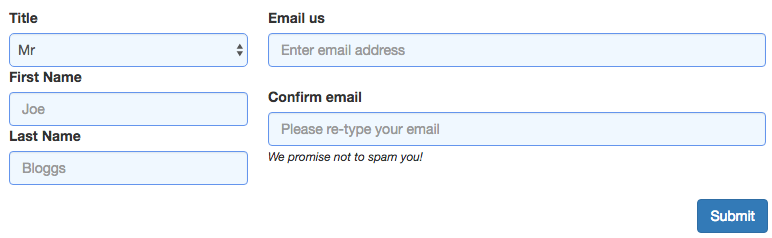 Title
Mr
First Name
Joe
Last Name
Bloggs
Email us
Enter email address
Confirm email
Please re-type your email
We promise not to spam you!
Submit